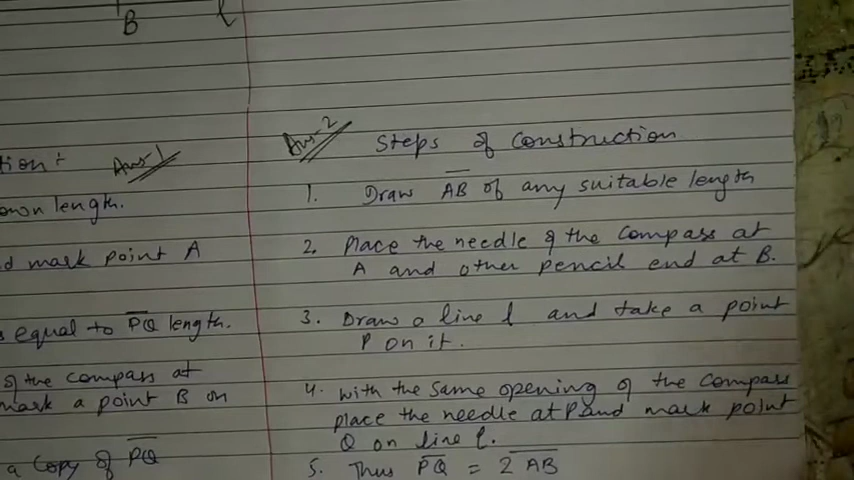 B
l
tion :
Ans-1
own length.
d mark point A
s equal to PQ length.
of the compass at
mark a point B on
a copy of PQ
Ans-2
Steps of Construction
1. Draw AB of any suitable length
2. Place the needle of the compass at
A and other pencil end at B.
3. Draw a line l and take a point
P on it.
4. with the same opening of the compass
place the needle at P and mark point
Q on line l.
5. Thus PQ = 2 AB